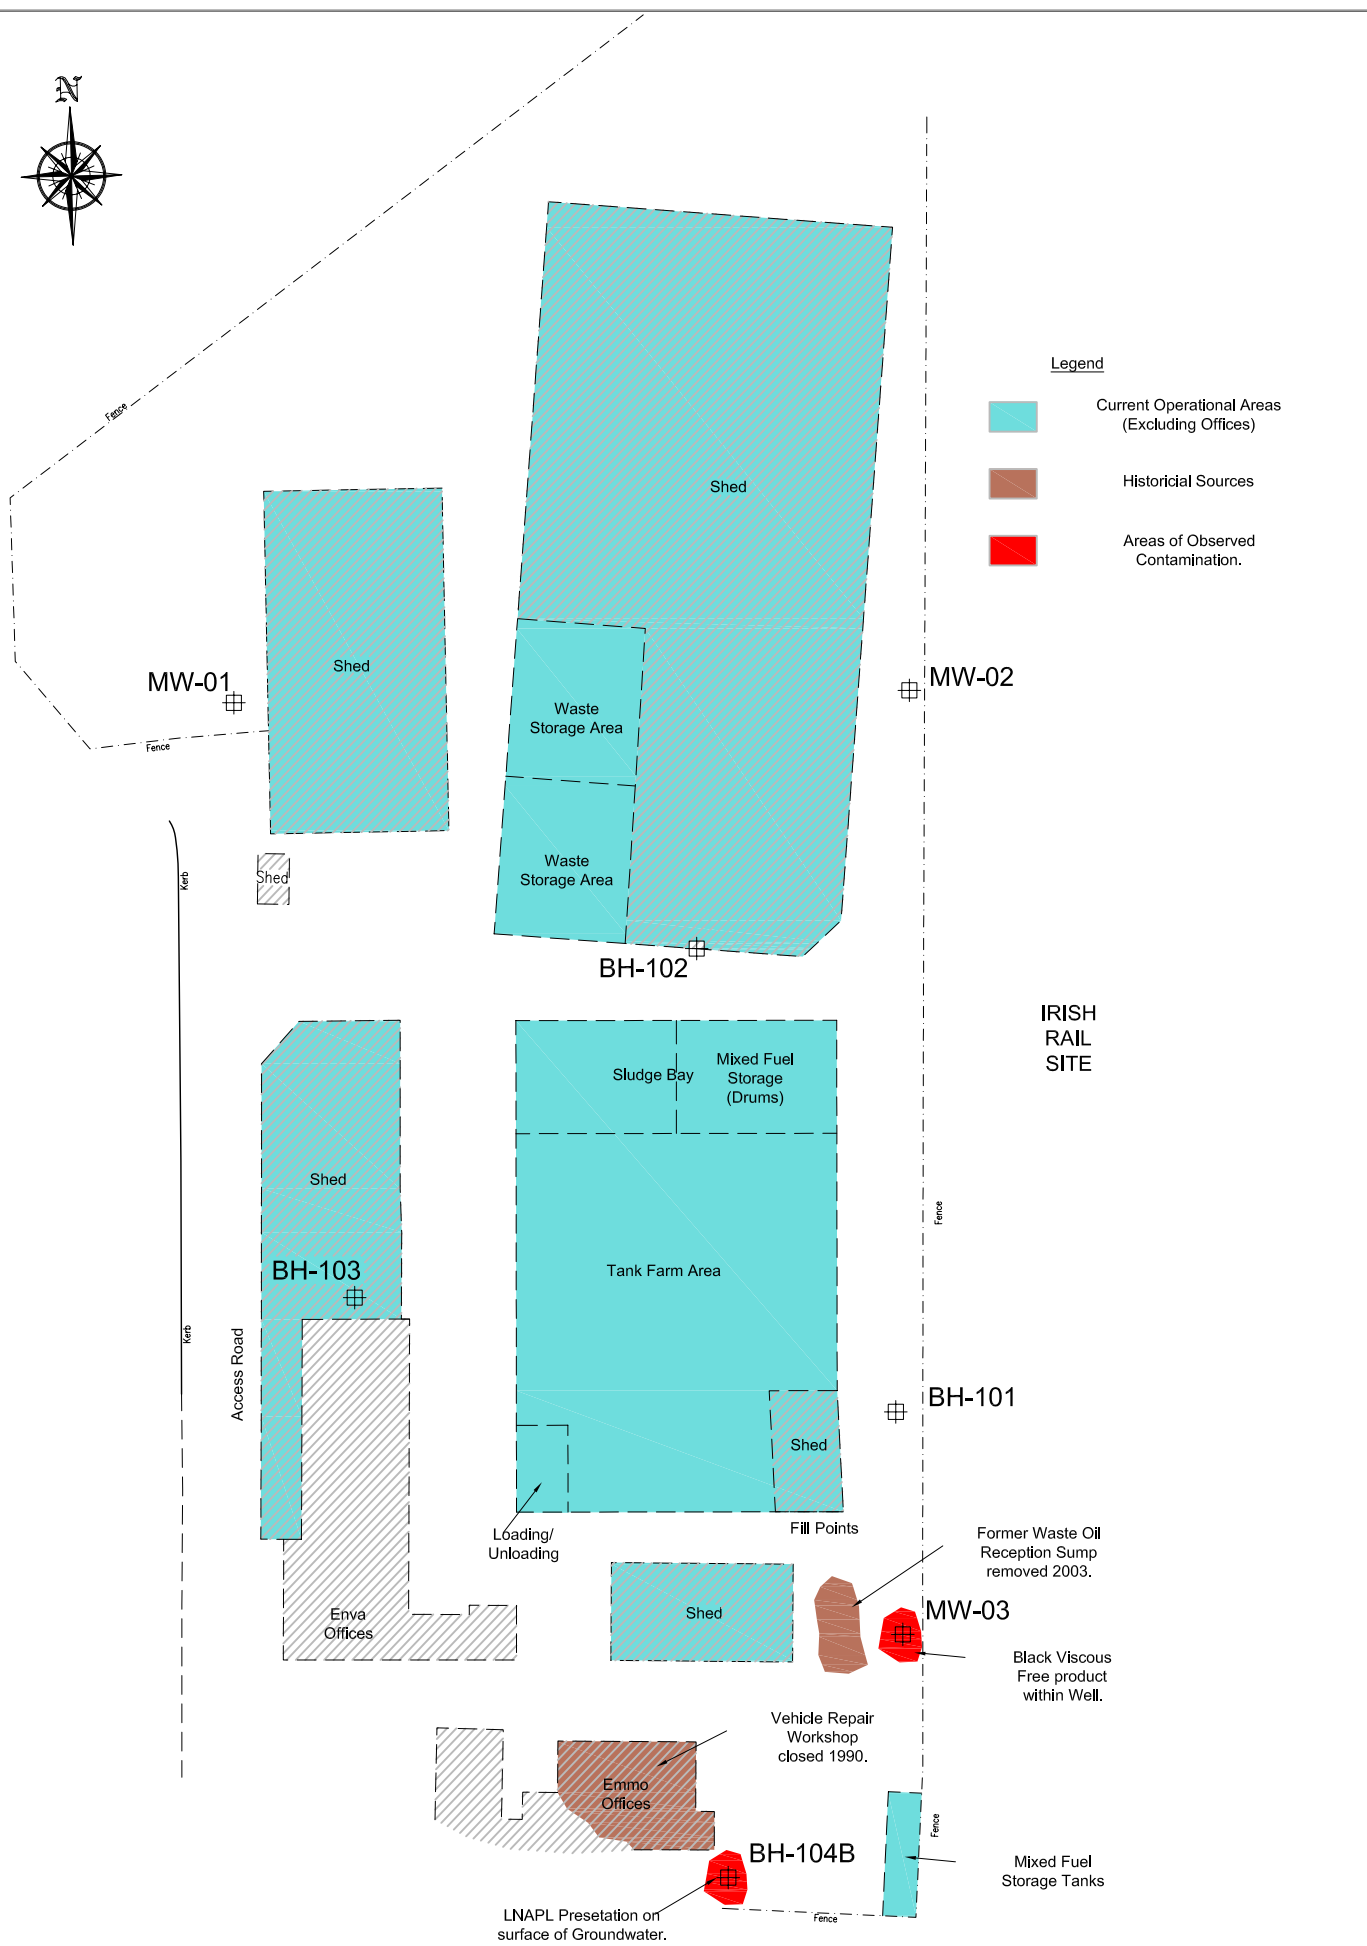 N
Fence
Legend
Current Operational Areas
(Excluding Offices)
Historicial Sources
Areas of Observed
Contamination.
Shed
Shed
MW-01
MW-02
Waste
Storage Area
Fence
Waste
Storage Area
Kerb
Shed
BH-102
IRISH
RAIL
SITE
Sludge Bay
Mixed Fuel
Storage
(Drums)
Shed
Fence
BH-103
Tank Farm Area
Kerb
Access Road
BH-101
Shed
Loading/
Unloading
Fill Points
Former Waste Oil
Reception Sump
removed 2003.
Enva
Offices
Shed
MW-03
Black Viscous
Free product
within Well.
Vehicle Repair
Workshop
closed 1990.
Emmo
Offices
Fence
BH-104B
Mixed Fuel
Storage Tanks
LNAPL Presetation on
surface of Groundwater.
Fence